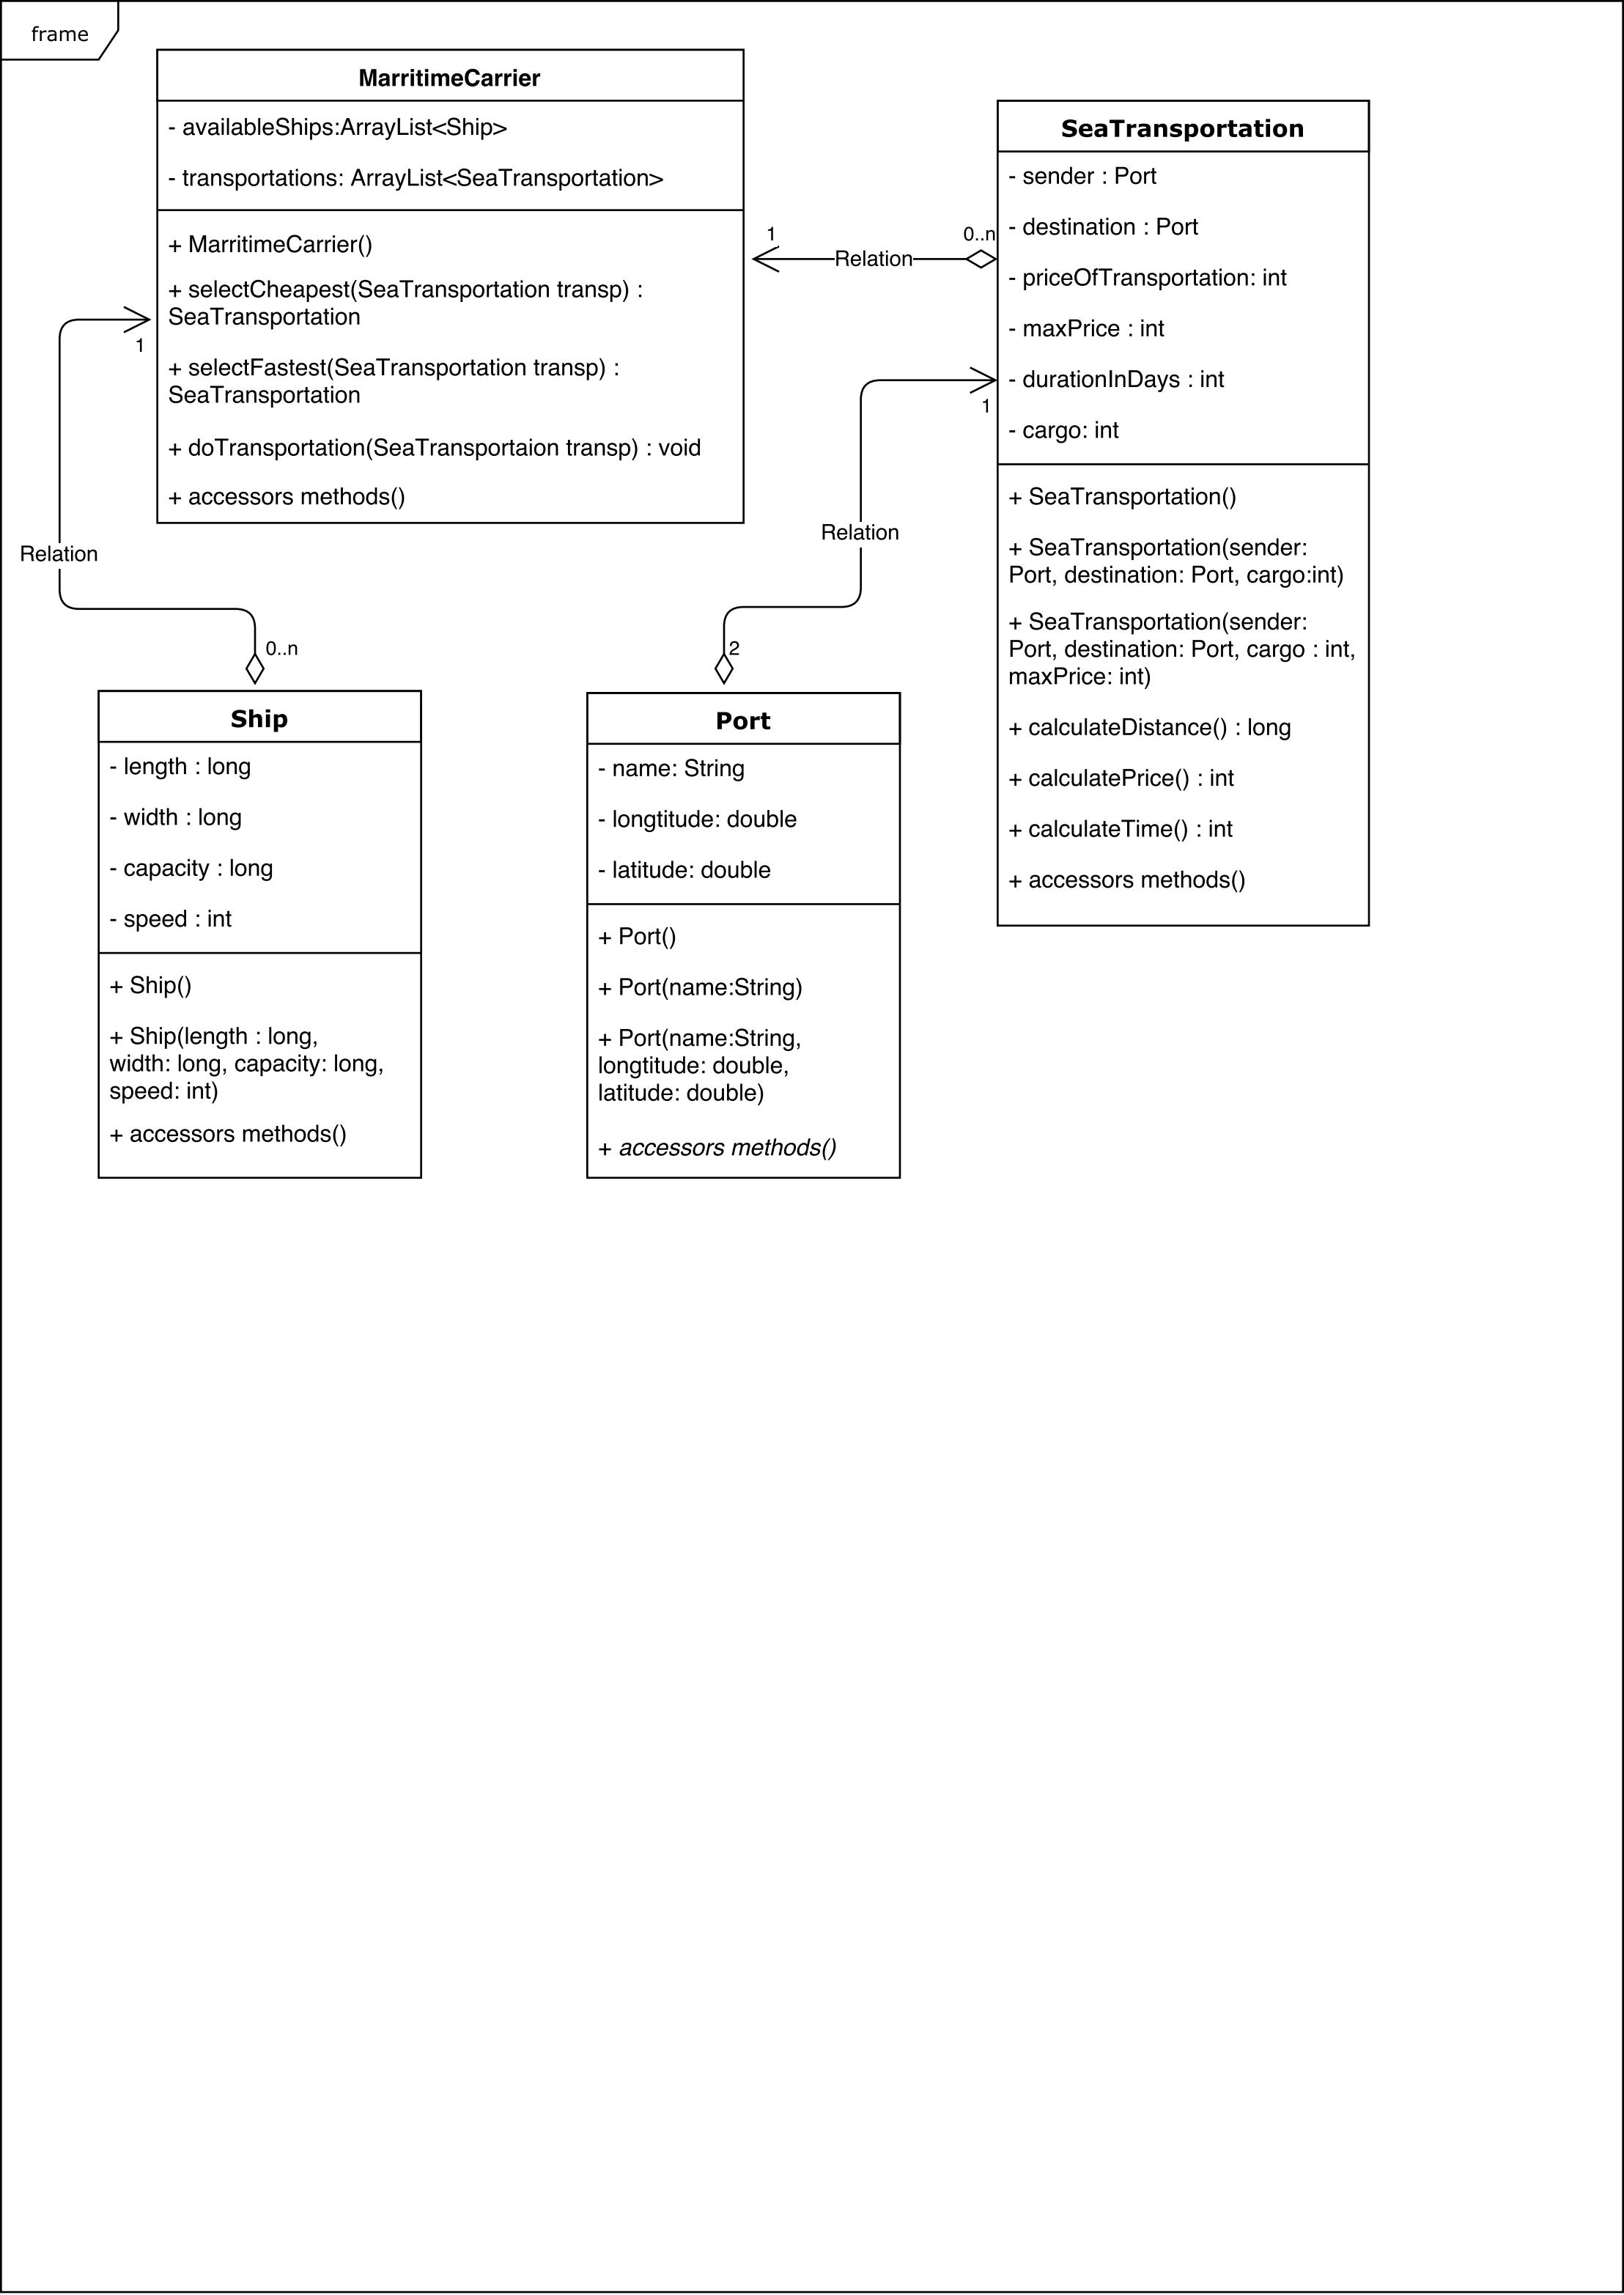 frame
MarritimeCarrier
- availableShips:ArrayList<Ship>
- transportations: ArrayList<SeaTransportation>
+ MarritimeCarrier()
+ selectCheapest(SeaTransportation transp) :
SeaTransportation
+ selectFastest(SeaTransportation transp) :
SeaTransportation
+ doTransportation(SeaTransportaion transp) : void
+ accessors methods()
1
Relation
0..n
SeaTransportation
- sender : Port
- destination : Port
- priceOfTransportation: int
- maxPrice : int
- durationInDays : int
- cargo: int
+ SeaTransportation()
+ SeaTransportation(sender:
Port, destination: Port, cargo:int)
+ SeaTransportation(sender:
Port, destination: Port, cargo : int,
maxPrice: int)
+ calculateDistance() : long
+ calculatePrice() : int
+ calculateTime() : int
+ accessors methods()
1
Relation
0..n
1
Relation
2
Ship
- length : long
- width : long
- capacity : long
- speed : int
+ Ship()
+ Ship(length : long,
width: long, capacity: long,
speed: int)
+ accessors methods()
Port
- name: String
- longtitude: double
- latitude: double
+ Port()
+ Port(name:String)
+ Port(name:String,
longtitude: double,
latitude: double)
+ accessors methods()